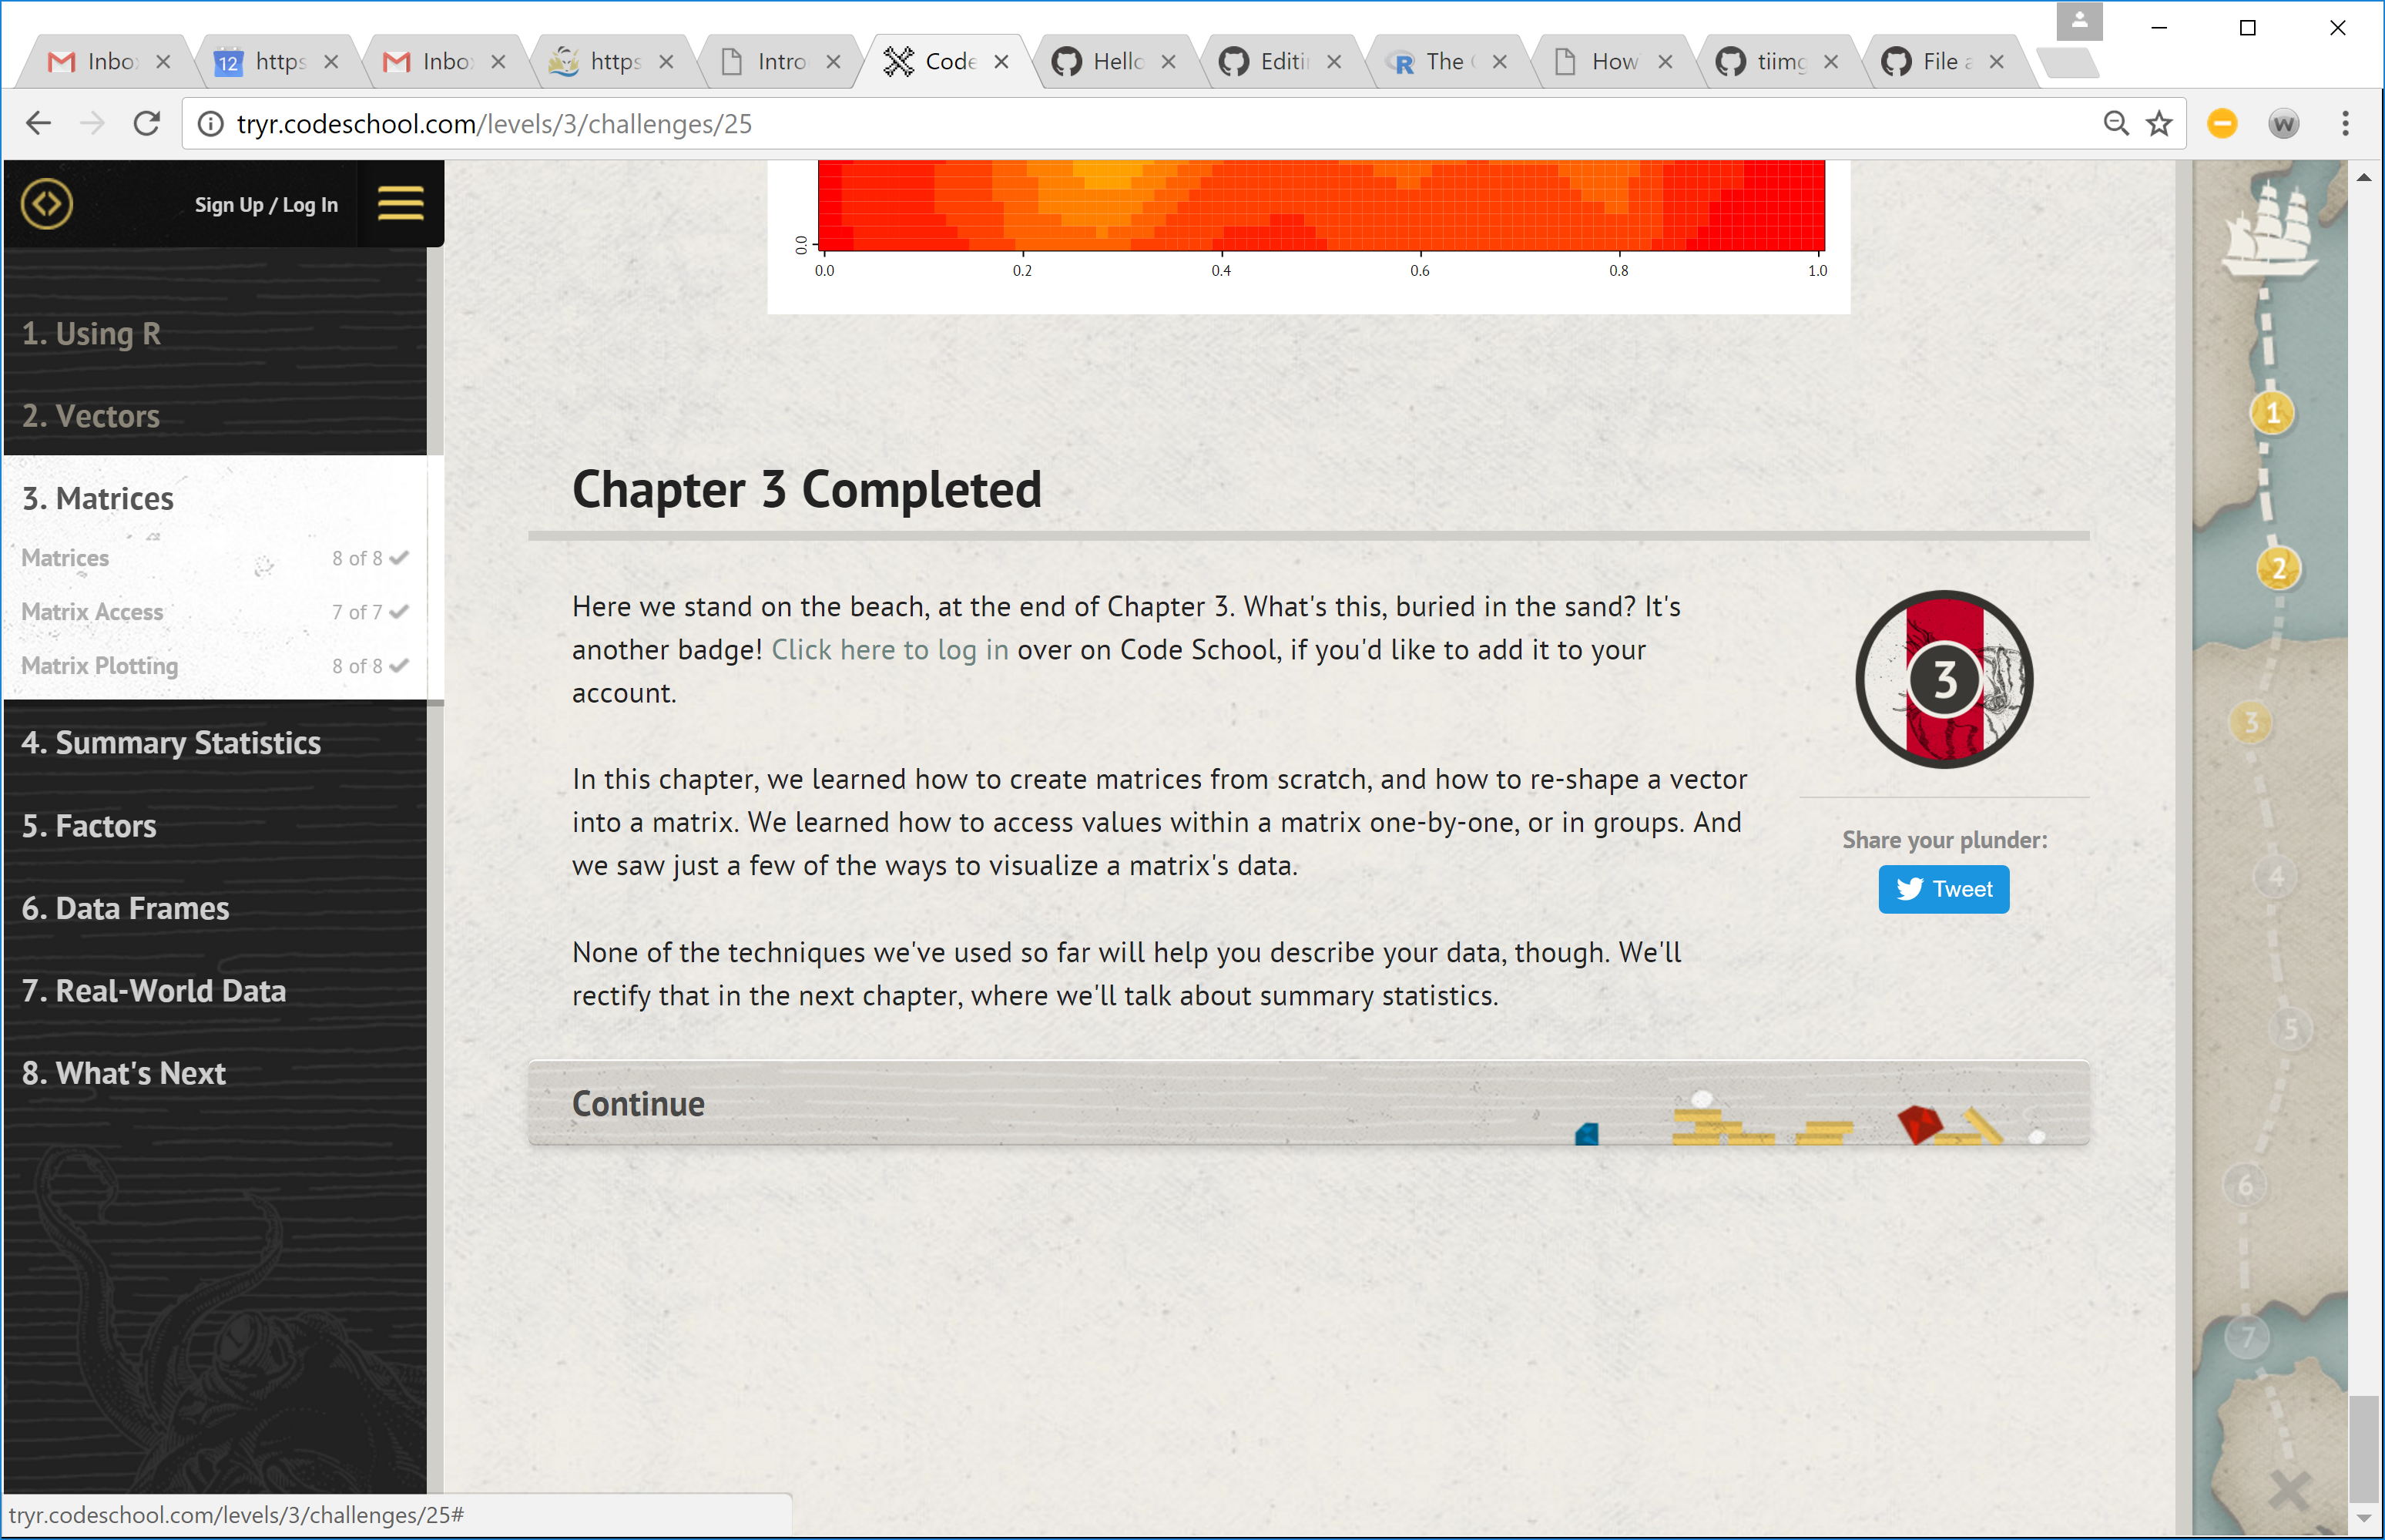 Inbo
12
https
Inbo
https
Intro
Code
Hello
Editi
The
How
tiimg
File a
tryr.codeschool.com/levels/3/challenges/25
W
Sign Up / Log In
0.0
0.0 0.2 0.4 0.6 0.8 1.0
1. Using R
2. Vectors
3. Matrices
Matrices 8 of 8
Matrix Access 7 of 7
Matrix Plotting 8 of 8
4. Summary Statistics
5. Factors
6. Data Frames
7. Real-World Data
8. What's Next
Chapter 3 Completed
Here we stand on the beach, at the end of Chapter 3. What's this, buried in the sand? It's
another badge! Click here to log in over on Code School, if you'd like to add it to your
account.
In this chapter, we learned how to create matrices from scratch, and how to re-shape a vector
into a matrix. We learned how to access values within a matrix one-by-one, or in groups. And
we saw just a few of the ways to visualize a matrix's data.
None of the techniques we've used so far will help you describe your data, though. We'll
rectify that in the next chapter, where we'll talk about summary statistics.
3
Share your plunder:
Tweet
Continue
1
2
3
4
5
6
7
tryr.codeschool.com/levels/3/challenges/25#